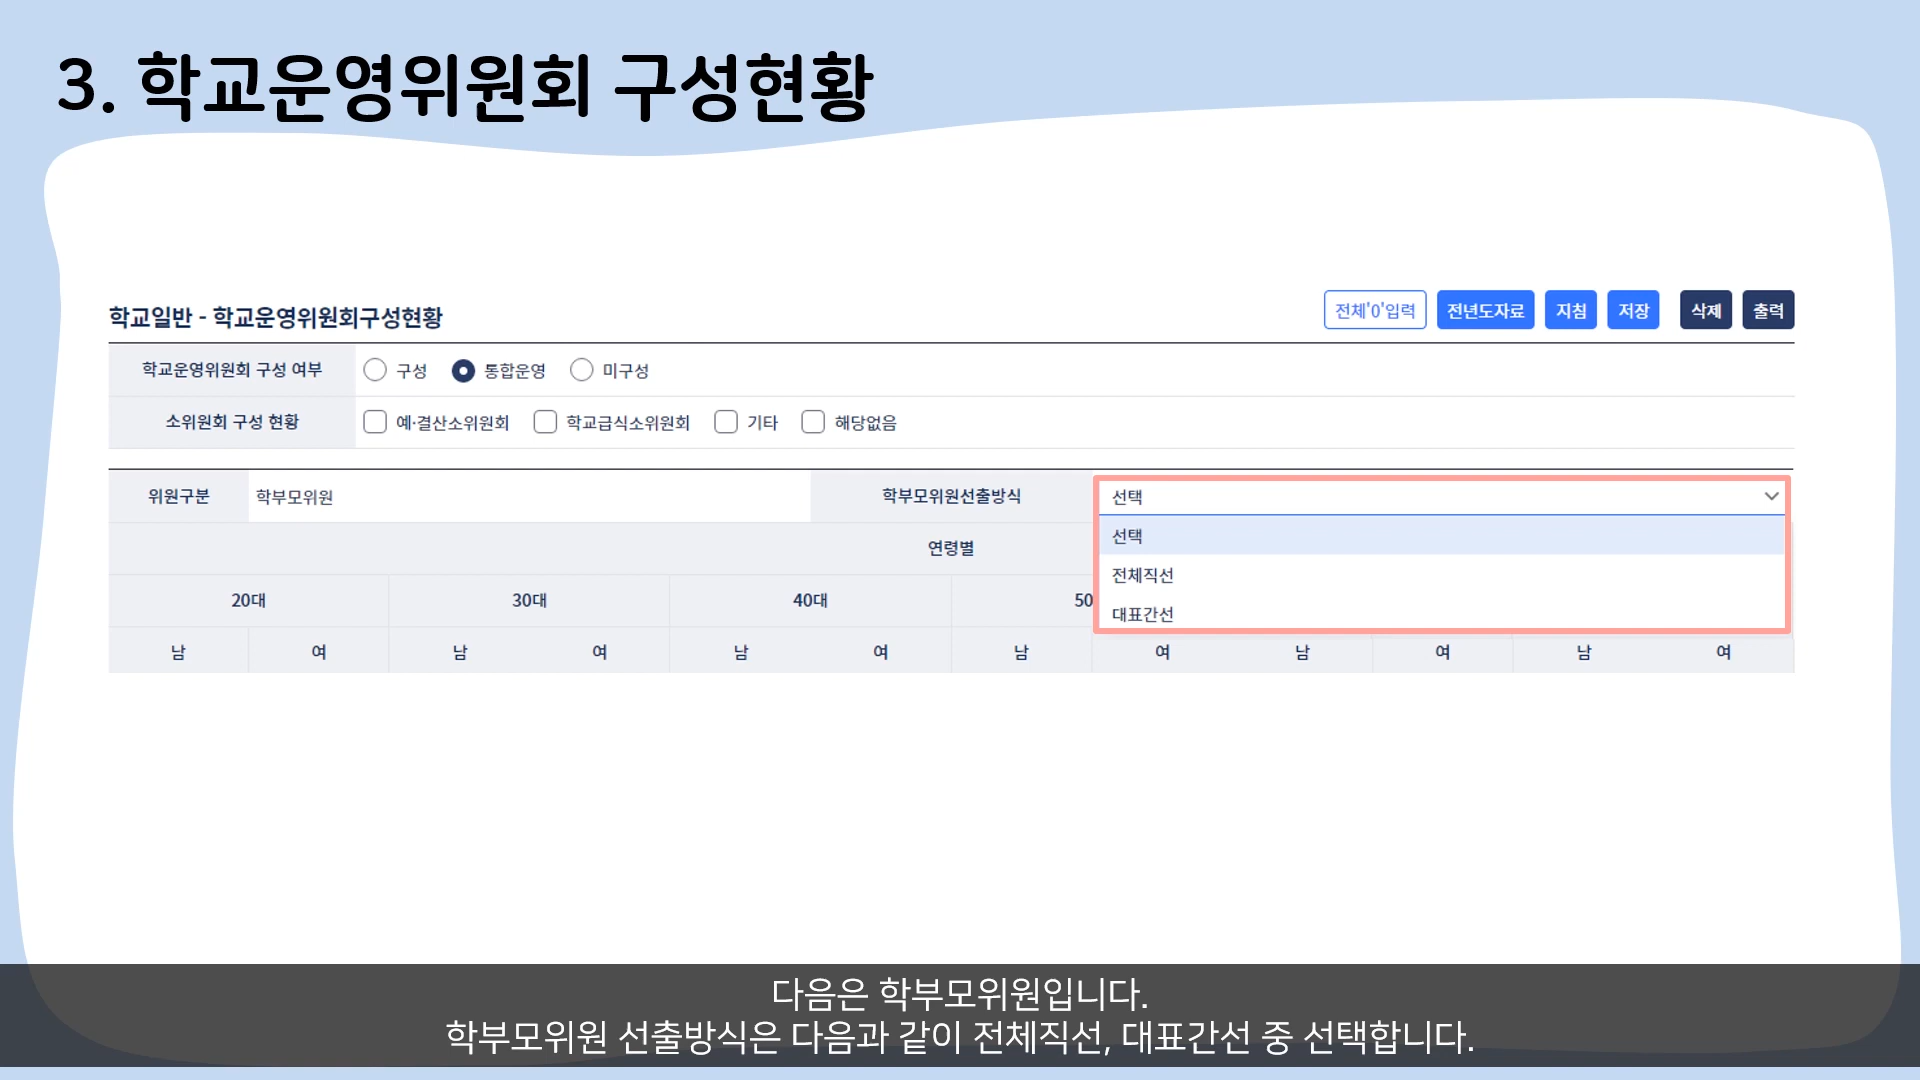 3. 학교운영위원회 구성현황
학교일반 - 학교운영위원회구성현황
전체'0'입력 전년도자료 지침 저장 삭제 출력
학교운영위원회 구성 여부 구성 통합운영 미구성
소위원회 구성 현황 예·결산소위원회 학교급식소위원회 기타 해당없음
위원구분 학부모위원 학부모위원선출방식 선택
선택
연령별
전체직선
20대 30대 40대 50
대표간선
남 여 남 여 남 여 남 여 남 여 남 여
다음은 학부모위원입니다.
학부모위원 선출방식은 다음과 같이 전체직선, 대표간선 중 선택합니다.